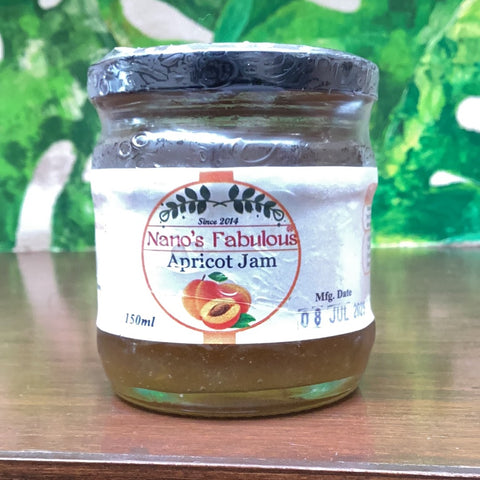 Since 2014
Nano's Fabulous
Apricot Jam
150ml
Mfg. Date
08 JUL